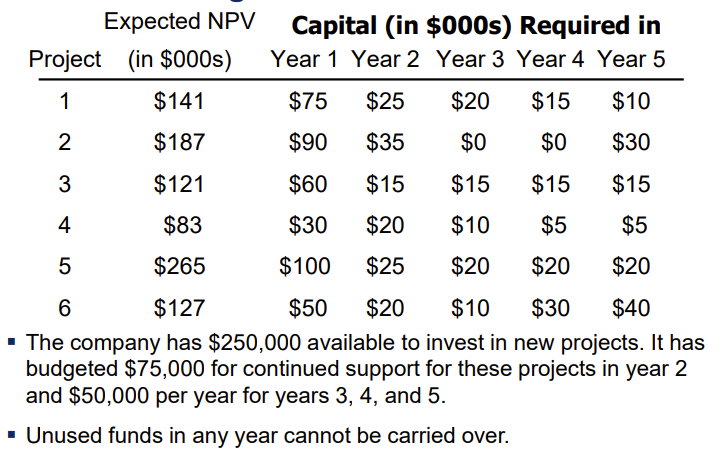 Expected NPV Capital (in $000s) Required in
Project (in $000s) Year 1 Year 2 Year 3 Year 4 Year 5
1 $141 $75 $25 $20 $15 $10
2 $187 $90 $35 $0 $0 $30
3 $121 $60 $15 $15 $15 $15
4 $83 $30 $20 $10 $5 $5
5 $265 $100 $25 $20 $20 $20
6 $127 $50 $20 $10 $30 $40
▪ The company has $250,000 available to invest in new projects. It has
budgeted $75,000 for continued support for these projects in year 2
and $50,000 per year for years 3, 4, and 5.
▪ Unused funds in any year cannot be carried over.